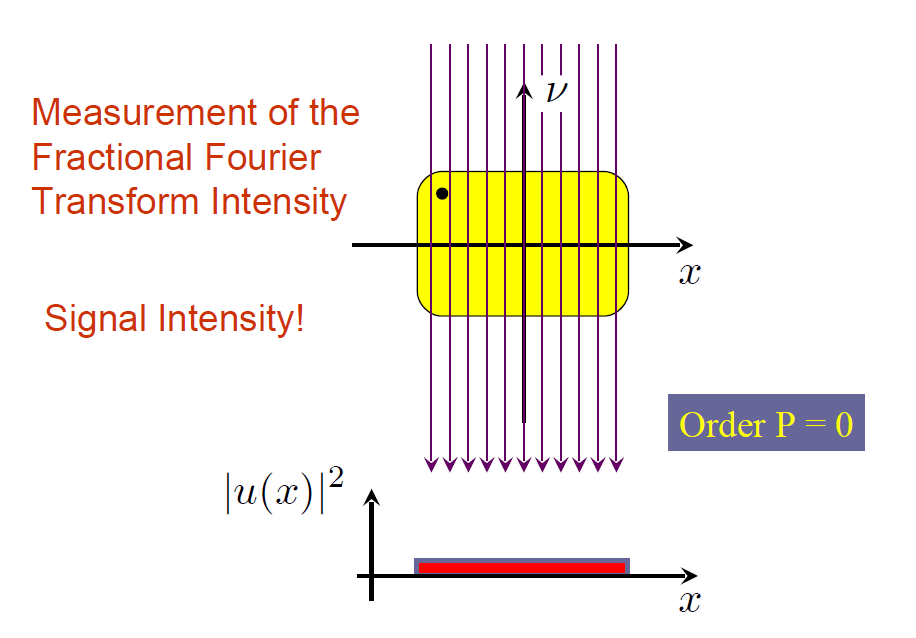 Measurement of the
Fractional Fourier
Transform Intensity
ν
x
Signal Intensity!
Order P = 0
|u(x)|²
x